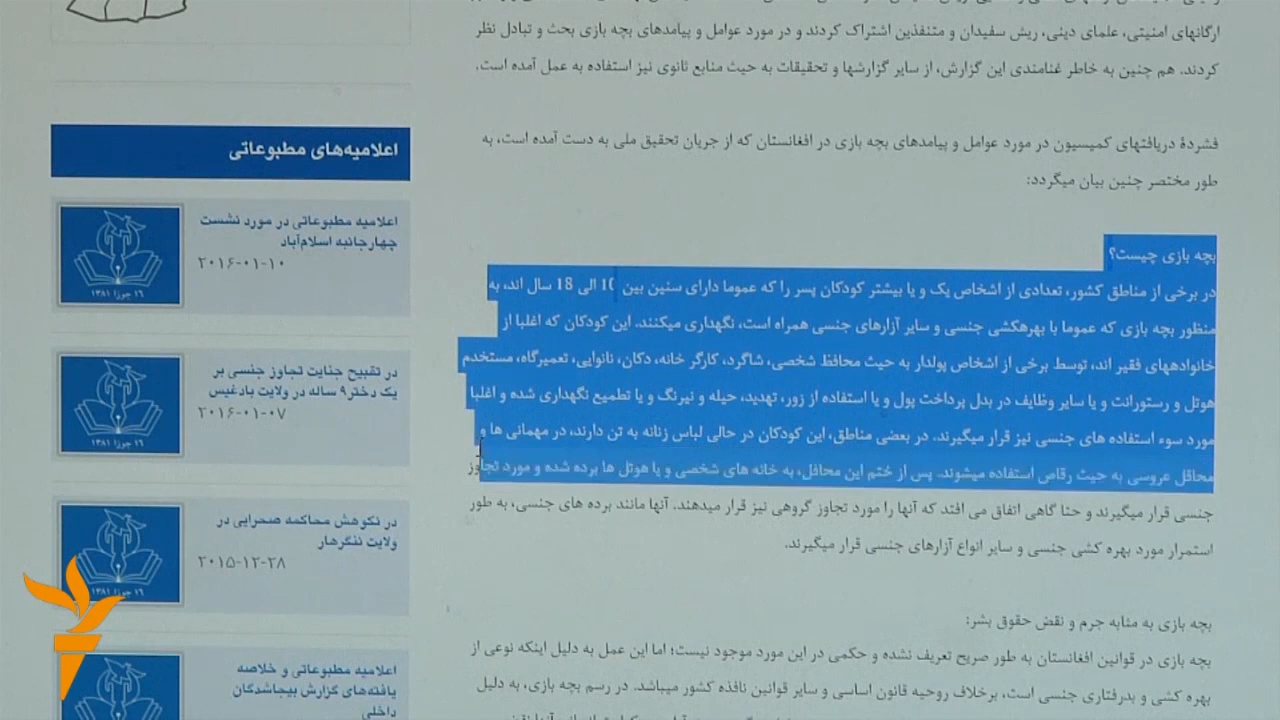 ارگانهای امنیتی، علمای دینی، ریش سفیدان و متنفذین اشتراک کردند و در مورد عوامل و پیامدهای بچه بازی بحث و تبادل نظر
کردند. هم چنین به خاطر غنامندی این گزارش، از سایر گزارشها و تحقیقات به حیث منابع ثانوی نیز استفاده به عمل آمده است.
فشردۀ دریافتهای کمیسیون در مورد عوامل و پیامدهای بچه بازی در افغانستان که از جریان تحقیق ملی به دست آمده است، به
طور مختصر چنین بیان میگردد:
بچه بازی چیست؟
در برخی از مناطق کشور، تعدادی از اشخاص یک و یا بیشتر کودکان پسر را که عموما دارای سنین بین 10 الی 18 سال اند، به
منظور بچه بازی که عموما با بهرهکشی جنسی و سایر آزارهای جنسی همراه است، نگهداری میکنند. این کودکان که اغلبا از
خانوادههای فقیر اند، توسط برخی از اشخاص پولدار به حیث محافظ شخصی، شاگرد، کارگر خانه، دکان، نانوایی، تعمیرگاه، مستخدم
هوتل و رستورانت و یا سایر وظایف در بدل پرداخت پول و یا استفاده از زور، تهدید، حیله و نیرنگ و یا تطمیع نگهداری شده و اغلبا
مورد سوء استفاده های جنسی نیز قرار میگیرند. در بعضی مناطق، این کودکان در حالی لباس زنانه به تن دارند، در مهمانی ها و
محافل عروسی به حیث رقاص استفاده میشوند. پس از ختم این محافل، به خانه های شخصی و یا هوتل ها برده شده و مورد تجاوز
جنسی قرار میگیرند و حتا گاهی اتفاق می افتد که آنها را مورد تجاوز گروهی نیز قرار میدهند. آنها مانند برده های جنسی، به طور
استمرار مورد بهره کشی جنسی و سایر انواع آزارهای جنسی قرار میگیرند.
بچه بازی به مثابه جرم و نقض حقوق بشر:
بچه بازی در قوانین افغانستان به طور صریح تعریف نشده و حکمی در این مورد موجود نیست؛ اما این عمل به دلیل اینکه نوعی از
بهره کشی و بدرفتاری جنسی است، برخلاف روحیه قانون اساسی و سایر قوانین نافذه کشور میباشد. در رسم بچه بازی، به دلیل
اعلامیه‌های مطبوعاتی
اعلامیه مطبوعاتی در مورد نشست
چهارجانبه اسلام‌آباد
۲۰۱۶-۰۱-۱۰
۱۶ جوزا ۱۳۸۱
در تقبیح جنایت تجاوز جنسی بر
یک دختر۹ ساله در ولایت بادغیس
۲۰۱۶-۰۱-۰۷
۱۶ جوزا ۱۳۸۱
در نکوهش محاکمه صحرایی در
ولایت ننگرهار
۲۰۱۵-۱۲-۲۸
۱۶ جوزا ۱۳۸۱
اعلامیه مطبوعاتی و خلاصه
یافته‌های گزارش بیجاشدگان
داخلی